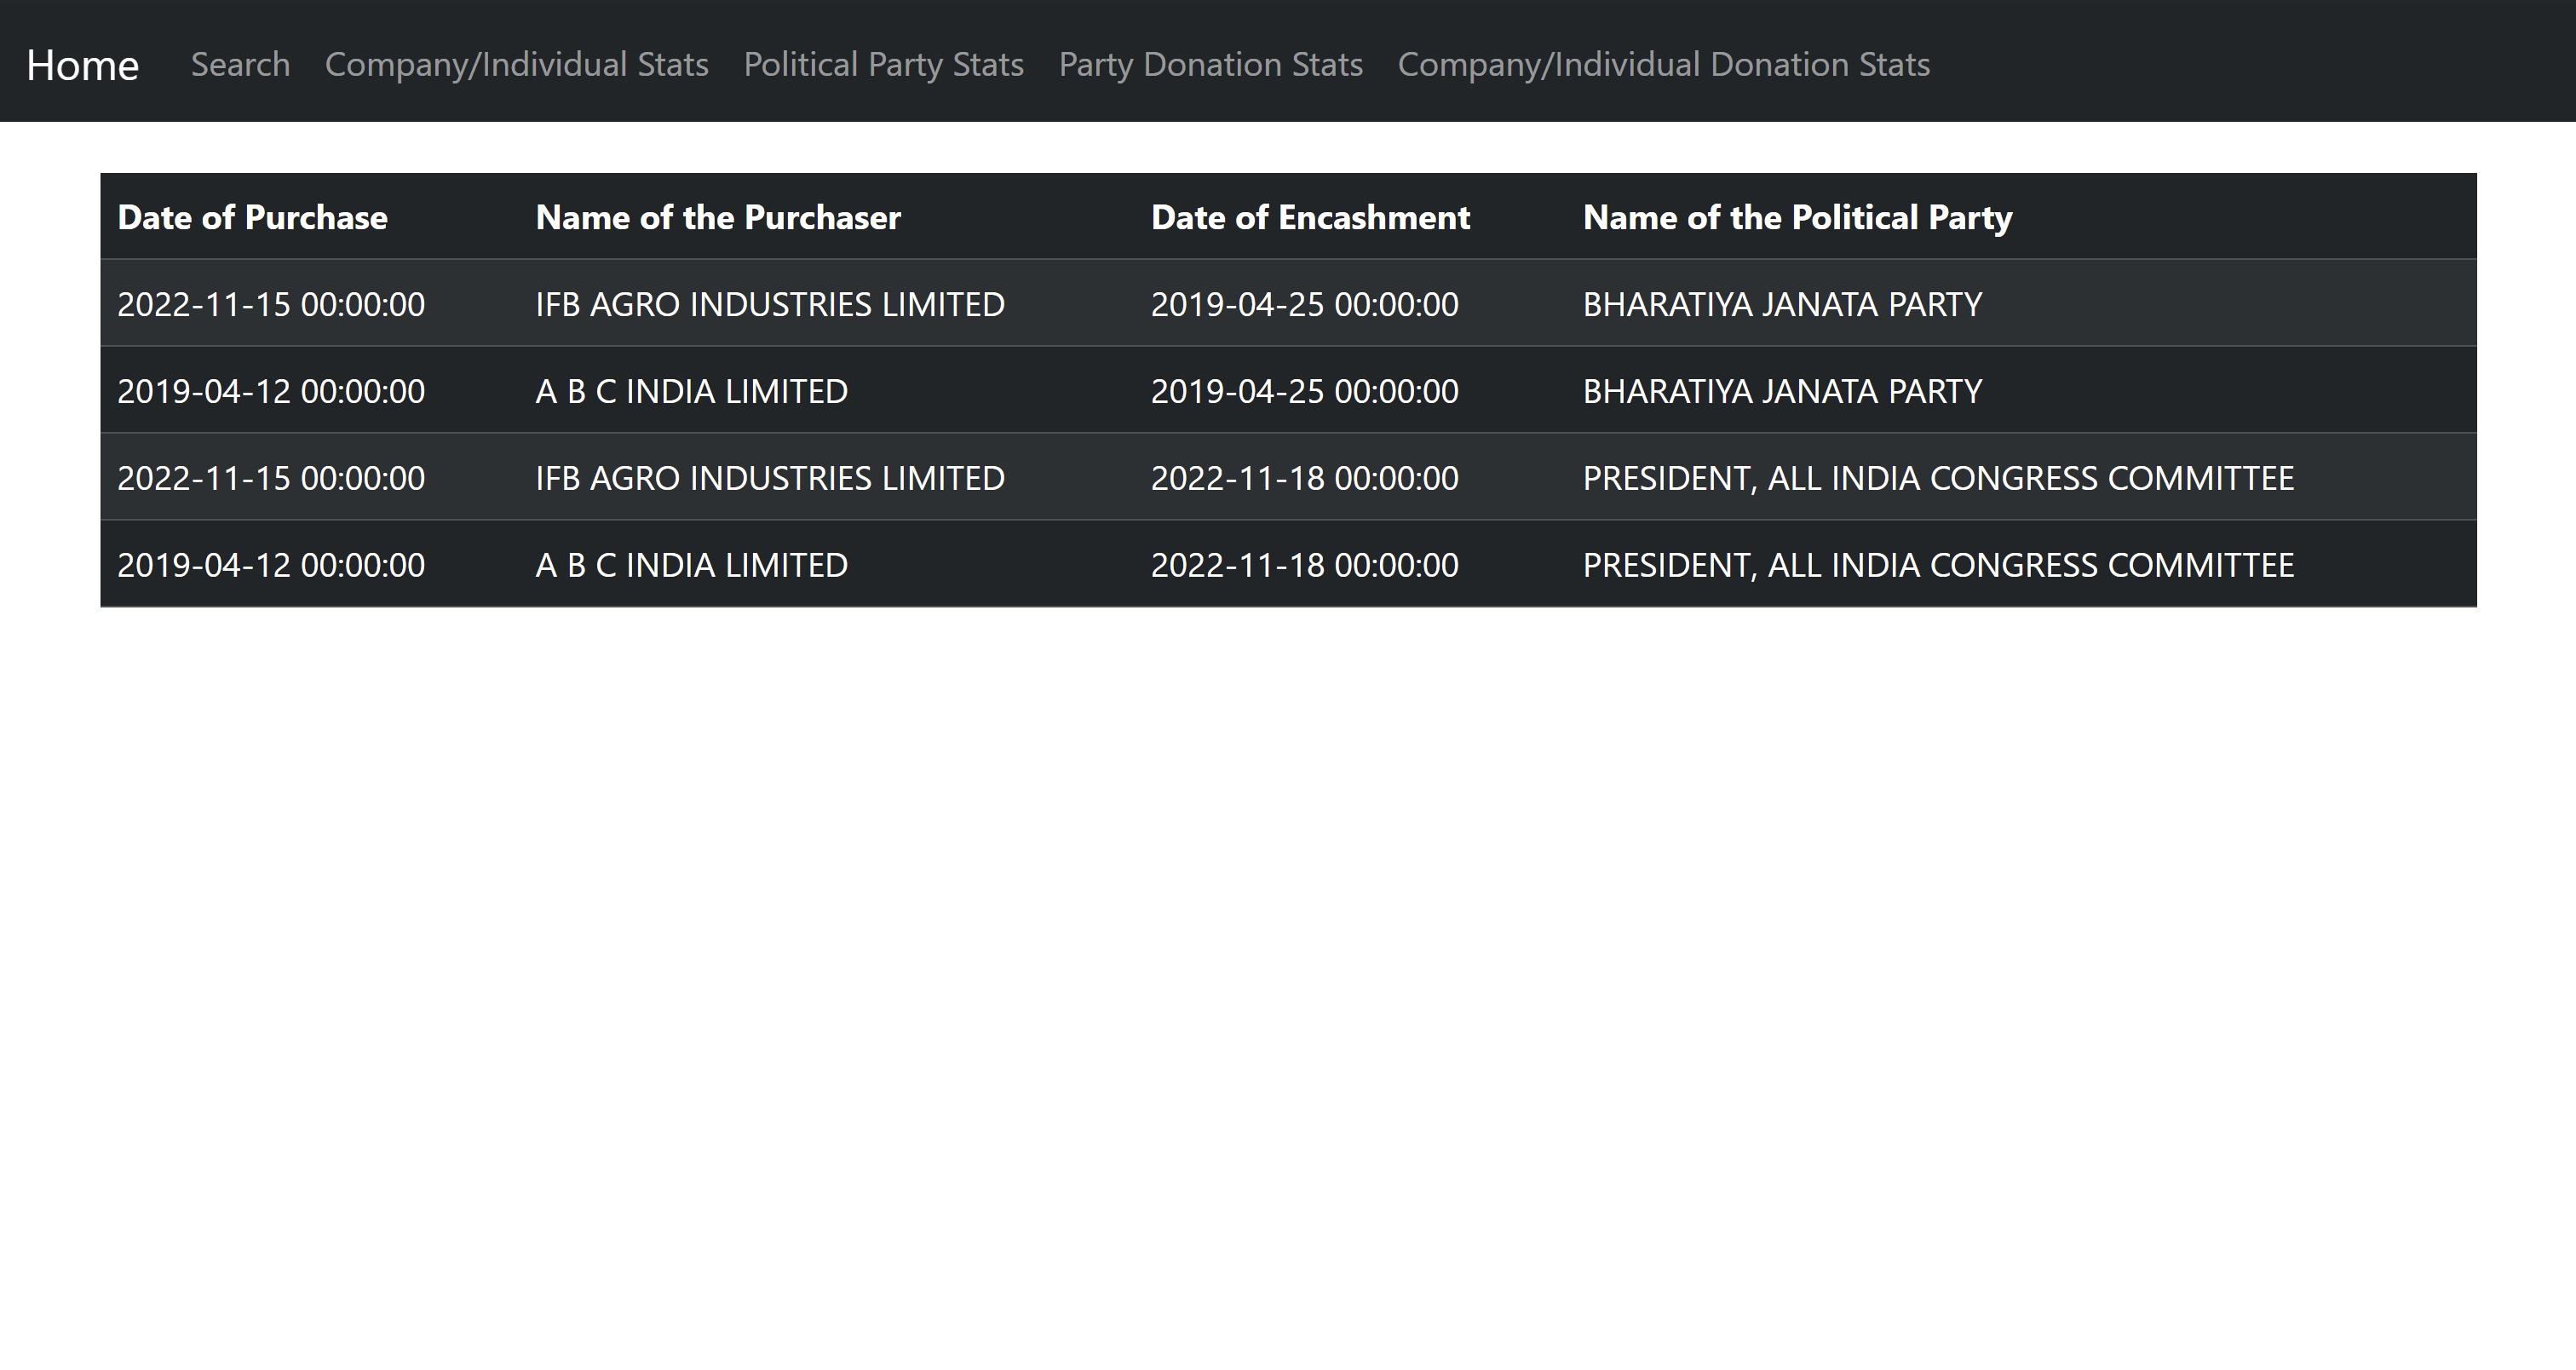 Home Search Company/Individual Stats Political Party Stats Party Donation Stats Company/Individual Donation Stats
Date of Purchase Name of the Purchaser Date of Encashment Name of the Political Party
2022-11-15 00:00:00 IFB AGRO INDUSTRIES LIMITED 2019-04-25 00:00:00 BHARATIYA JANATA PARTY
2019-04-12 00:00:00 A B C INDIA LIMITED 2019-04-25 00:00:00 BHARATIYA JANATA PARTY
2022-11-15 00:00:00 IFB AGRO INDUSTRIES LIMITED 2022-11-18 00:00:00 PRESIDENT, ALL INDIA CONGRESS COMMITTEE
2019-04-12 00:00:00 A B C INDIA LIMITED 2022-11-18 00:00:00 PRESIDENT, ALL INDIA CONGRESS COMMITTEE